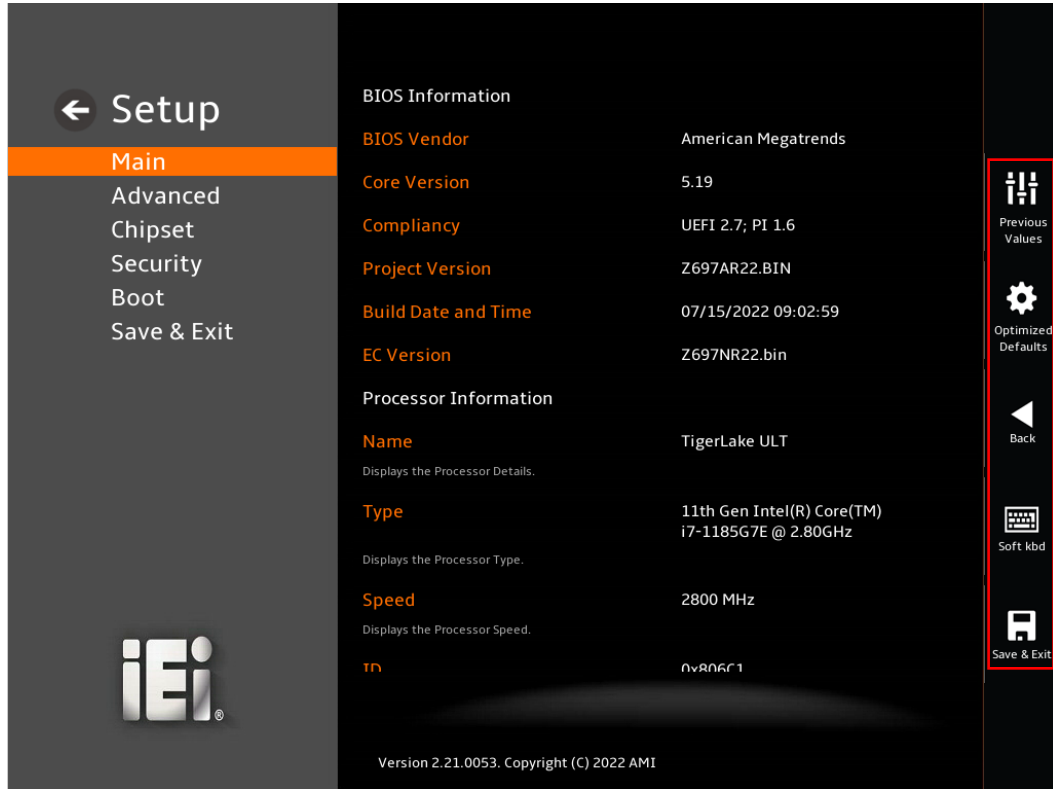 Setup
Main
Advanced
Chipset
Security
Boot
Save & Exit
iEi®
BIOS Information
BIOS Vendor American Megatrends
Core Version 5.19
Compliancy UEFI 2.7; PI 1.6
Project Version Z697AR22.BIN
Build Date and Time 07/15/2022 09:02:59
EC Version Z697NR22.bin
Processor Information
Name TigerLake ULT
Displays the Processor Details.
Type 11th Gen Intel(R) Core(TM)
i7-1185G7E @ 2.80GHz
Displays the Processor Type.
Speed 2800 MHz
Displays the Processor Speed.
ID 0x806C1
Version 2.21.0053. Copyright (C) 2022 AMI
Previous
Values
Optimized
Defaults
Back
Soft kbd
Save & Exit